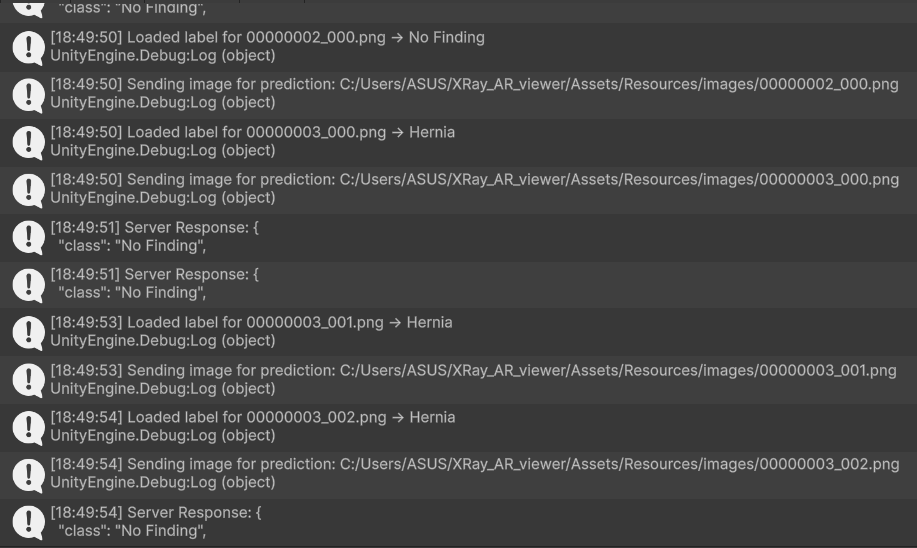 "class": "No Finding",
[18:49:50] Loaded label for 00000002_000.png → No Finding
UnityEngine.Debug:Log (object)
[18:49:50] Sending image for prediction: C:/Users/ASUS/XRay_AR_viewer/Assets/Resources/images/00000002_000.png
UnityEngine.Debug:Log (object)
[18:49:50] Loaded label for 00000003_000.png → Hernia
UnityEngine.Debug:Log (object)
[18:49:50] Sending image for prediction: C:/Users/ASUS/XRay_AR_viewer/Assets/Resources/images/00000003_000.png
UnityEngine.Debug:Log (object)
[18:49:51] Server Response: {
"class": "No Finding",
[18:49:51] Server Response: {
"class": "No Finding",
[18:49:53] Loaded label for 00000003_001.png → Hernia
UnityEngine.Debug:Log (object)
[18:49:53] Sending image for prediction: C:/Users/ASUS/XRay_AR_viewer/Assets/Resources/images/00000003_001.png
UnityEngine.Debug:Log (object)
[18:49:54] Loaded label for 00000003_002.png → Hernia
UnityEngine.Debug:Log (object)
[18:49:54] Sending image for prediction: C:/Users/ASUS/XRay_AR_viewer/Assets/Resources/images/00000003_002.png
UnityEngine.Debug:Log (object)
[18:49:54] Server Response: {
"class": "No Finding",